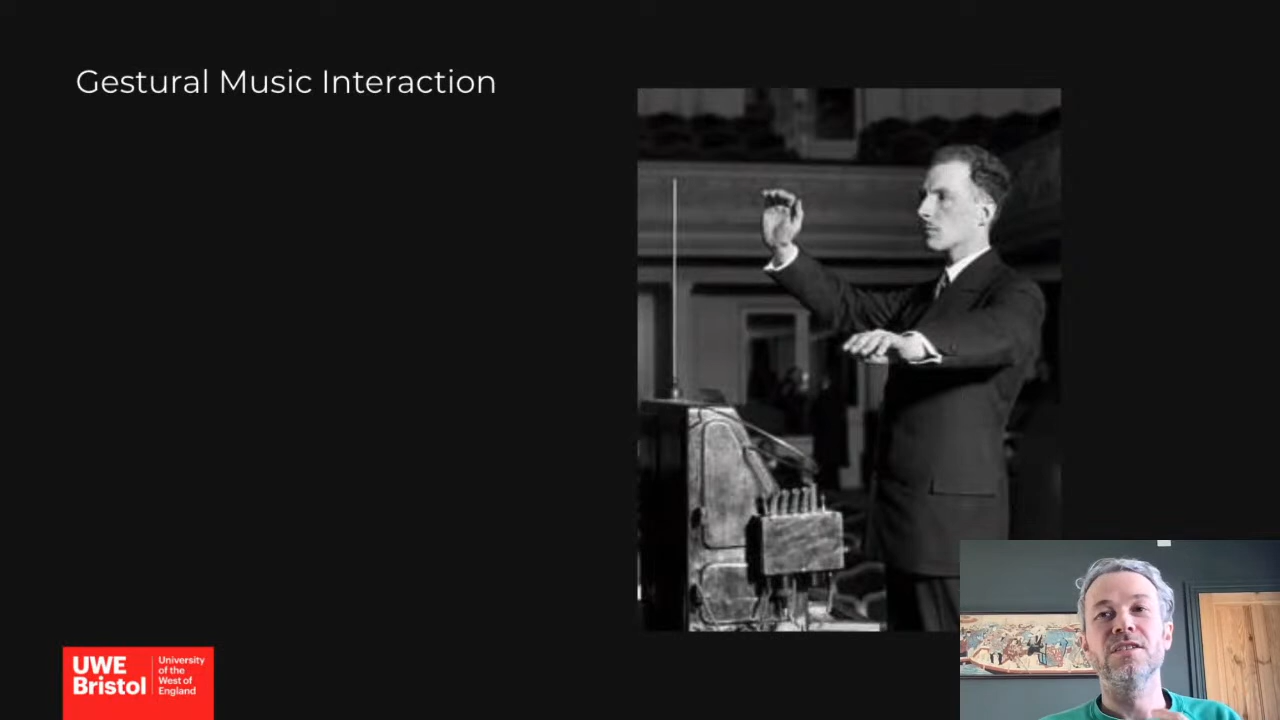 Gestural Music Interaction
UWE
Bristol
University
of the
West of
England